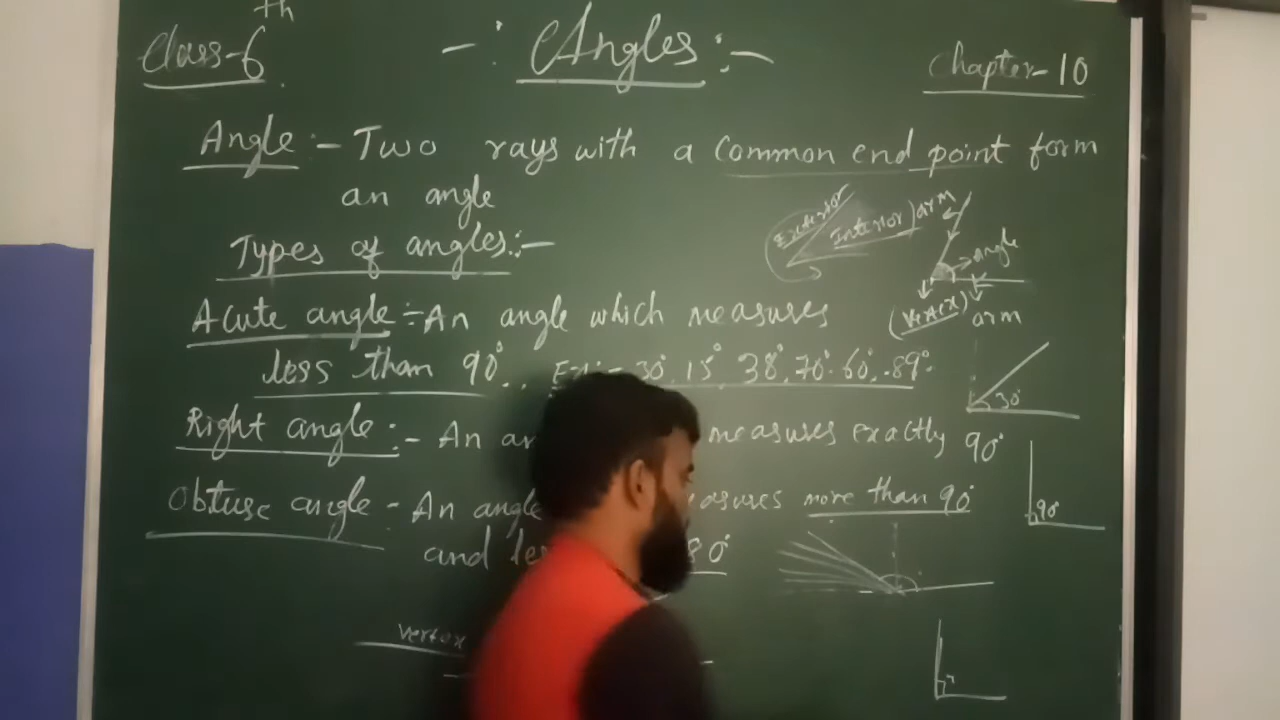 Class-6th
-: Angles :-
Chapter-10
Angle :- Two rays with a common end point form
an angle
Types of angles:-
Exterior
Interior
arm
angle
(vertex)
arm
Acute angle :- An angle which measures
less than 90°. Ex:- 30°, 15°, 38°, 70°, 60°, 89°.
30°
Right angle :- An measures exactly 90°
90°
Obtuse angle - An angle measures more than 90°
and 80°
vertex